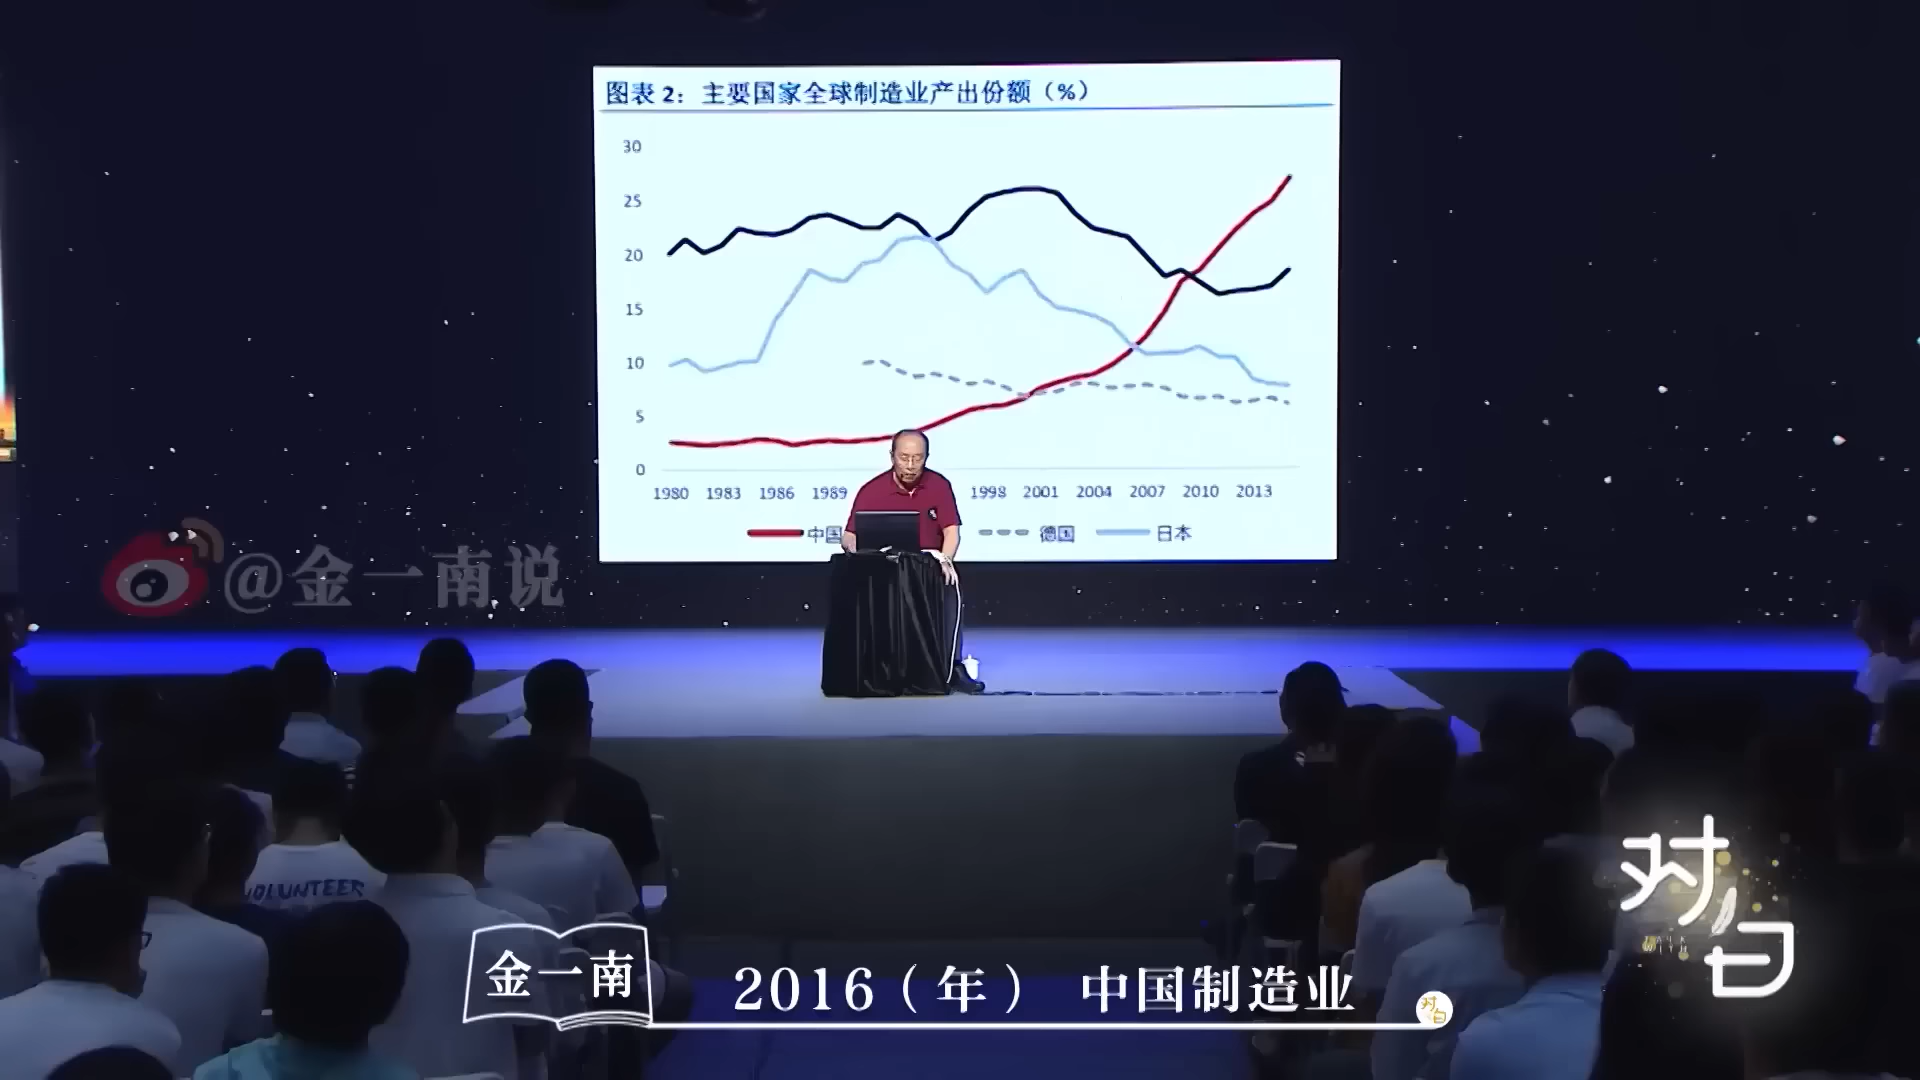 图表 2：主要国家全球制造业产出份额（%）
30
25
20
15
10
5
0
1980 1983 1986 1989 1998 2001 2004 2007 2010 2013
中国 德国 日本
@金一南说
VOLUNTEER
对白
金一南
2016（年） 中国制造业
对白